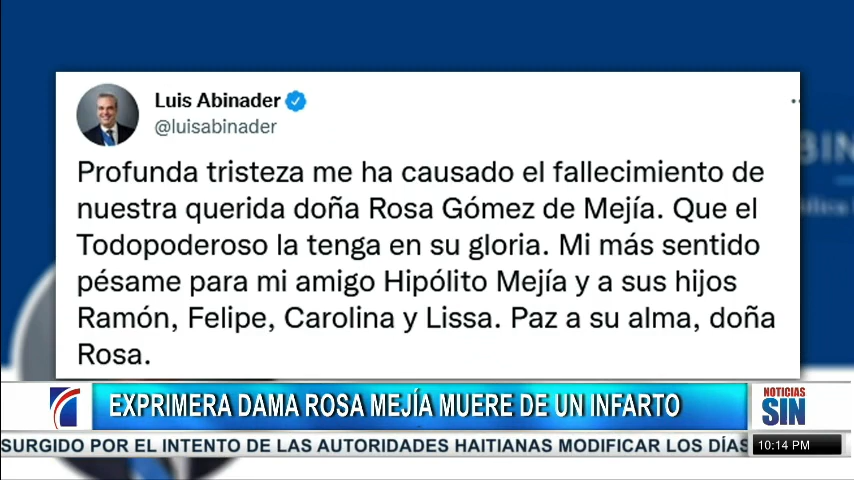 Luis Abinader
@luisabinader
Profunda tristeza me ha causado el fallecimiento de
nuestra querida doña Rosa Gómez de Mejía. Que el
Todopoderoso la tenga en su gloria. Mi más sentido
pésame para mi amigo Hipólito Mejía y a sus hijos
Ramón, Felipe, Carolina y Lissa. Paz a su alma, doña
Rosa.
EXPRIMERA DAMA ROSA MEJÍA MUERE DE UN INFARTO
NOTICIAS
SIN
SURGIDO POR EL INTENTO DE LAS AUTORIDADES HAITIANAS MODIFICAR LOS DÍAS
10:14 PM